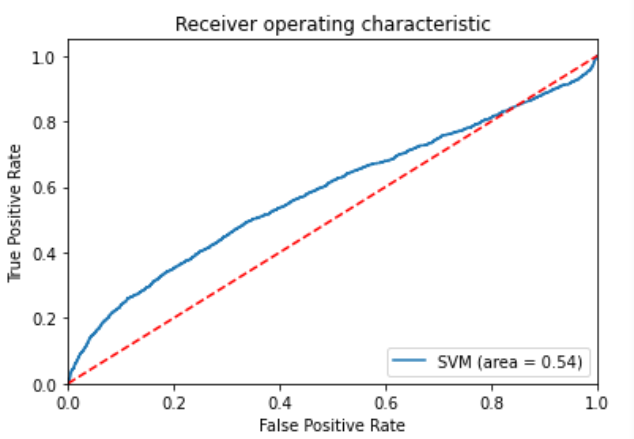 Receiver operating characteristic
1.0
0.8
0.6
0.4
0.2
0.0
True Positive Rate
SVM (area = 0.54)
0.0 0.2 0.4 0.6 0.8 1.0
False Positive Rate